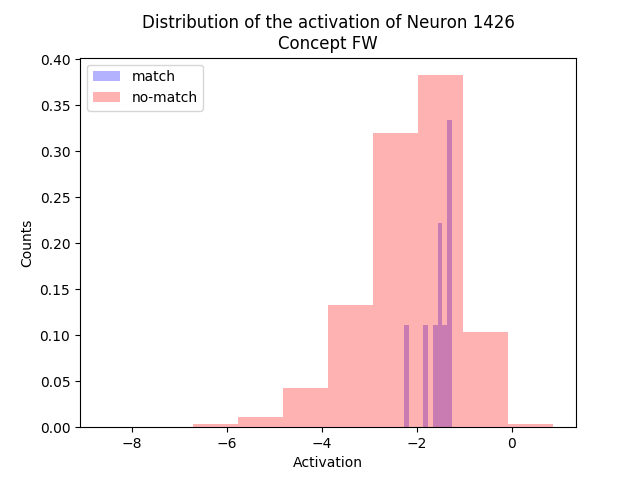 Distribution of the activation of Neuron 1426
Concept FW
match
no-match
0.40
0.35
0.30
0.25
0.20
0.15
0.10
0.05
0.00
Counts
−8
−6
−4
−2
0
Activation